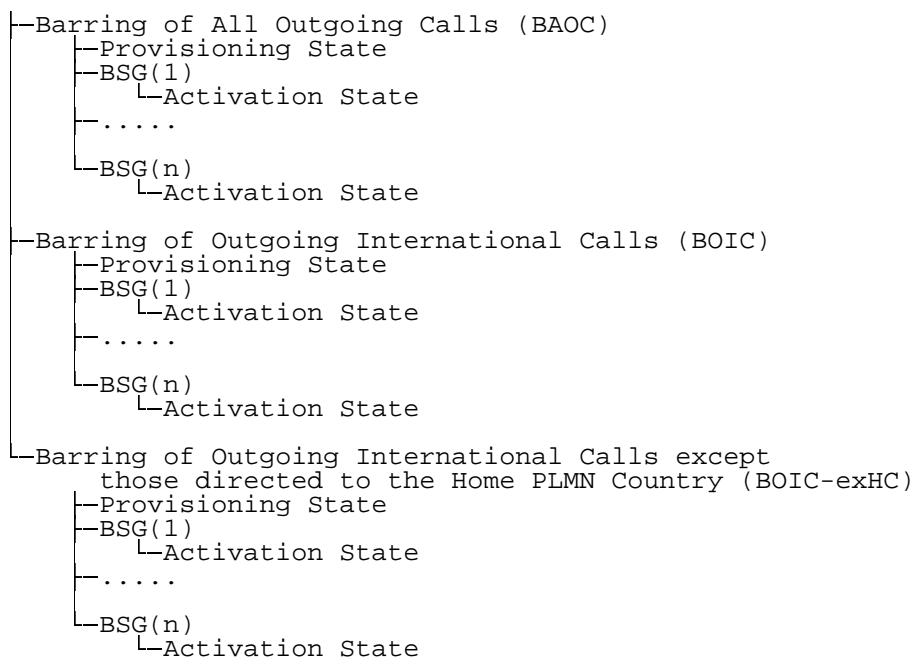 Barring of All Outgoing Calls (BAOC)
Provisioning State
BSG(1)
Activation State
.....
BSG(n)
Activation State
Barring of Outgoing International Calls (BOIC)
Provisioning State
BSG(1)
Activation State
.....
BSG(n)
Activation State
Barring of Outgoing International Calls except
those directed to the Home PLMN Country (BOIC-exHC)
Provisioning State
BSG(1)
Activation State
.....
BSG(n)
Activation State